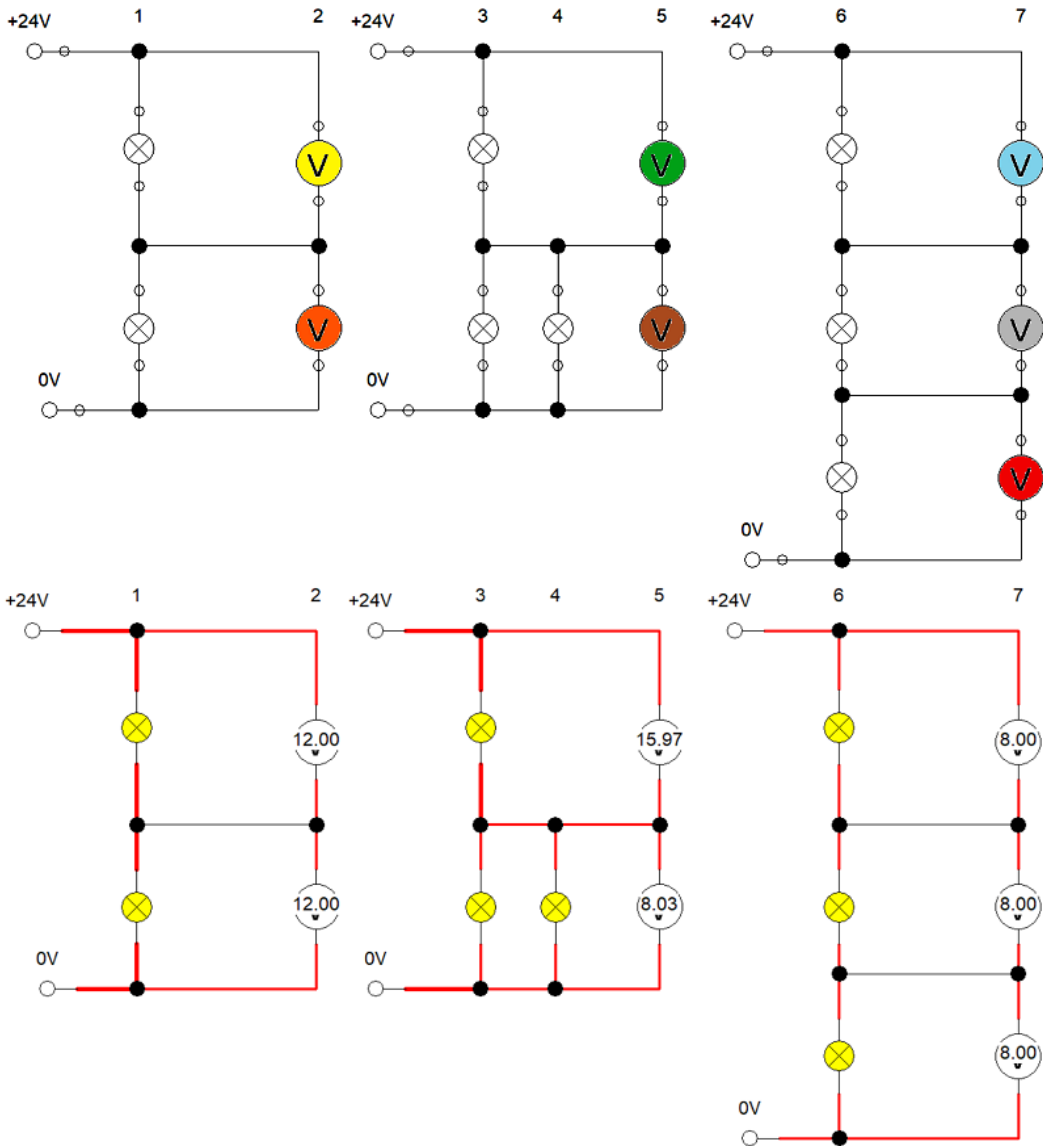 1 2 3 4 5 6 7
+24V +24V +24V
V V V
V V V
0V 0V
V
0V
1 2 3 4 5 6 7
+24V +24V +24V
12.00 15.97 8.00
V V V
12.00 8.03 8.00
V V V
0V 0V
8.00
V
0V